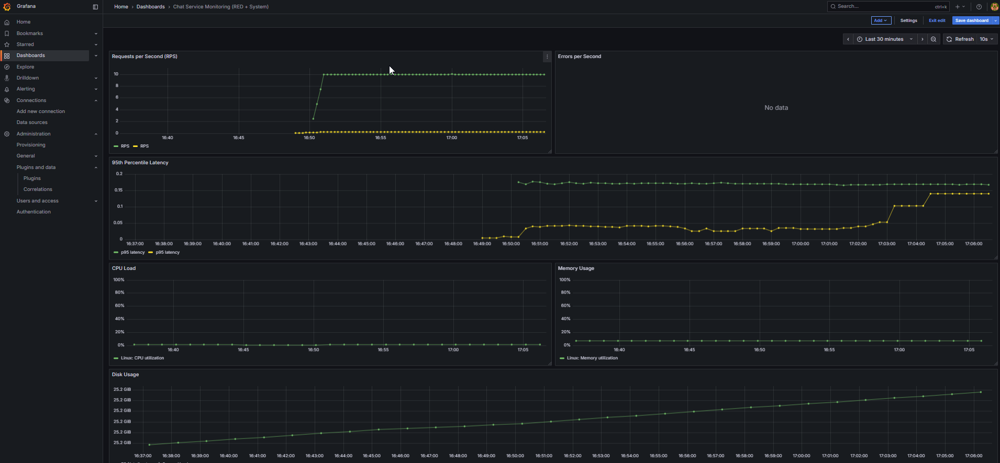 Grafana
Home
Bookmarks
Starred
Dashboards
Explore
Drilldown
Alerting
Connections
Add new connection
Data sources
Administration
Provisioning
General
Plugins and data
Plugins
Correlations
Users and access
Authentication
Home › Dashboards › Chat Service Monitoring (RED + System)
Search... ctrl+k
Add Settings Exit edit Save dashboard
Last 30 minutes Refresh 10s
Requests per Second (RPS)
10
8
6
4
2
0
16:40 16:45 16:50 16:55 17:00 17:05
RPS RPS
Errors per Second
No data
95th Percentile Latency
0.2
0.15
0.1
0.05
0
16:37:00 16:38:00 16:39:00 16:40:00 16:41:00 16:42:00 16:43:00 16:44:00 16:45:00 16:46:00 16:47:00 16:48:00 16:49:00 16:50:00 16:51:00 16:52:00 16:53:00 16:54:00 16:55:00 16:56:00 16:57:00 16:58:00 16:59:00 17:00:00 17:01:00 17:02:00 17:03:00 17:04:00 17:05:00 17:06:00
p95 latency p95 latency
CPU Load
100%
80%
60%
40%
20%
0%
16:40 16:45 16:50 16:55 17:00 17:05
Linux: CPU utilization
Memory Usage
100%
80%
60%
40%
20%
0%
16:40 16:45 16:50 16:55 17:00 17:05
Linux: Memory utilization
Disk Usage
25.2 GiB
25.2 GiB
25.2 GiB
25.2 GiB
25.2 GiB
25.2 GiB
16:37:00 16:38:00 16:39:00 16:40:00 16:41:00 16:42:00 16:43:00 16:44:00 16:45:00 16:46:00 16:47:00 16:48:00 16:49:00 16:50:00 16:51:00 16:52:00 16:53:00 16:54:00 16:55:00 16:56:00 16:57:00 16:58:00 16:59:00 17:00:00 17:01:00 17:02:00 17:03:00 17:04:00 17:05:00 17:06:00